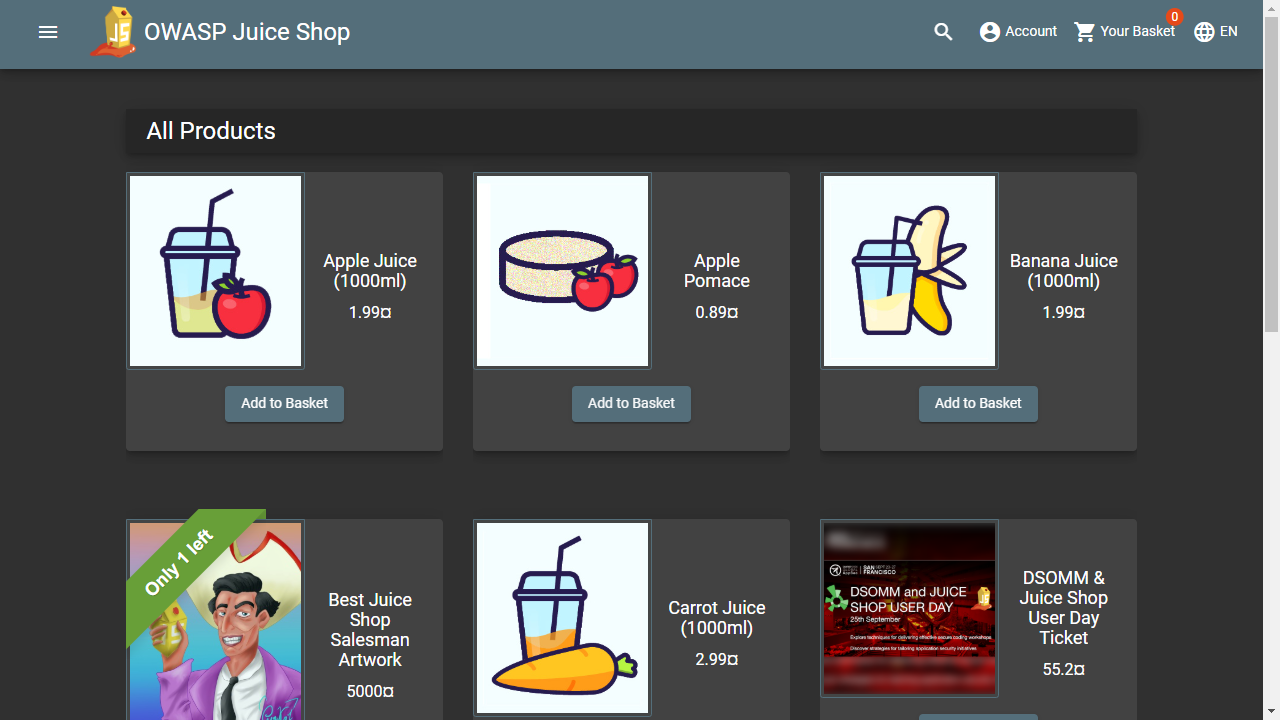 JS
OWASP Juice Shop
Account
Your Basket
0
EN
All Products
Apple Juice
(1000ml)
1.99¤
Add to Basket
Apple
Pomace
0.89¤
Add to Basket
Banana Juice
(1000ml)
1.99¤
Add to Basket
Only 1 left
Best Juice
Shop
Salesman
Artwork
5000¤
Carrot Juice
(1000ml)
2.99¤
SAN
FRANCISCO
DSOMM and JUICE
SHOP USER DAY
25th September
Explore techniques for delivering effective secure coding workshops
Discover strategies for tailoring application security initiatives
DSOMM &
Juice Shop
User Day
Ticket
55.2¤